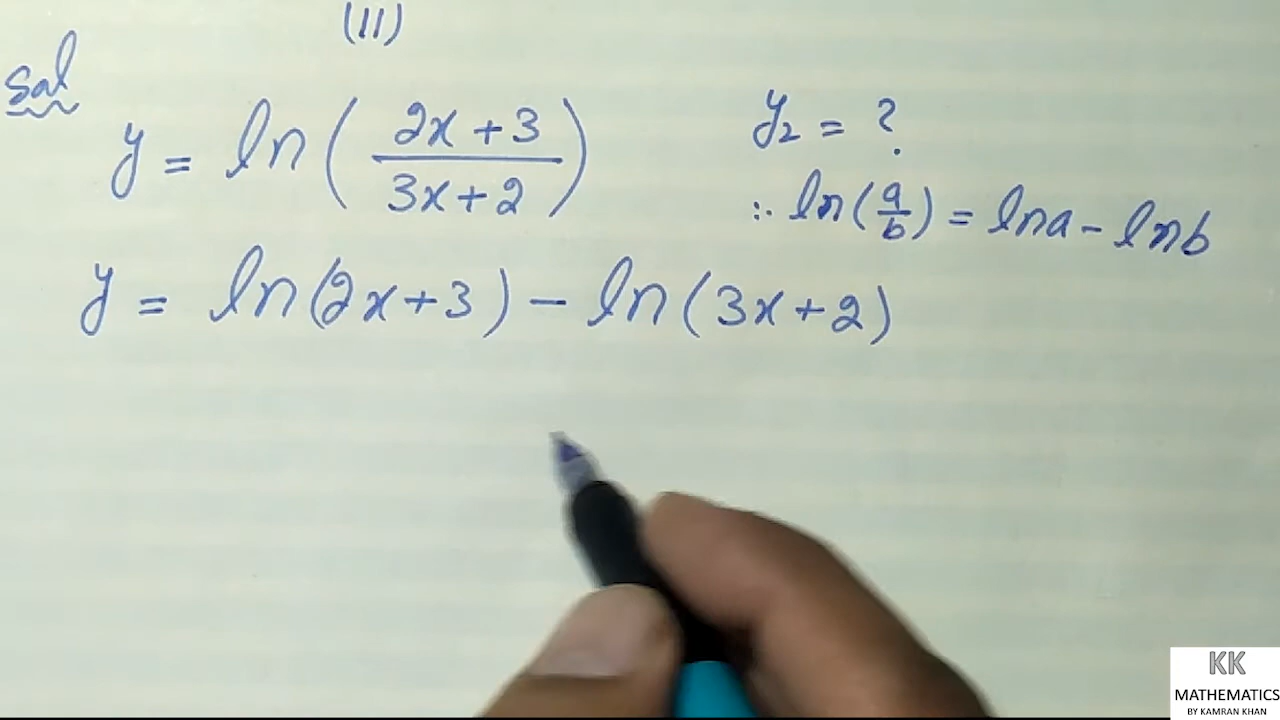 (11)
Sol
y = ln( (2x+3)/(3x+2) )
y₂ = ?
∵ ln(a/b) = ln a - ln b
y = ln(2x+3) - ln(3x+2)
KK
MATHEMATICS
BY KAMRAN KHAN